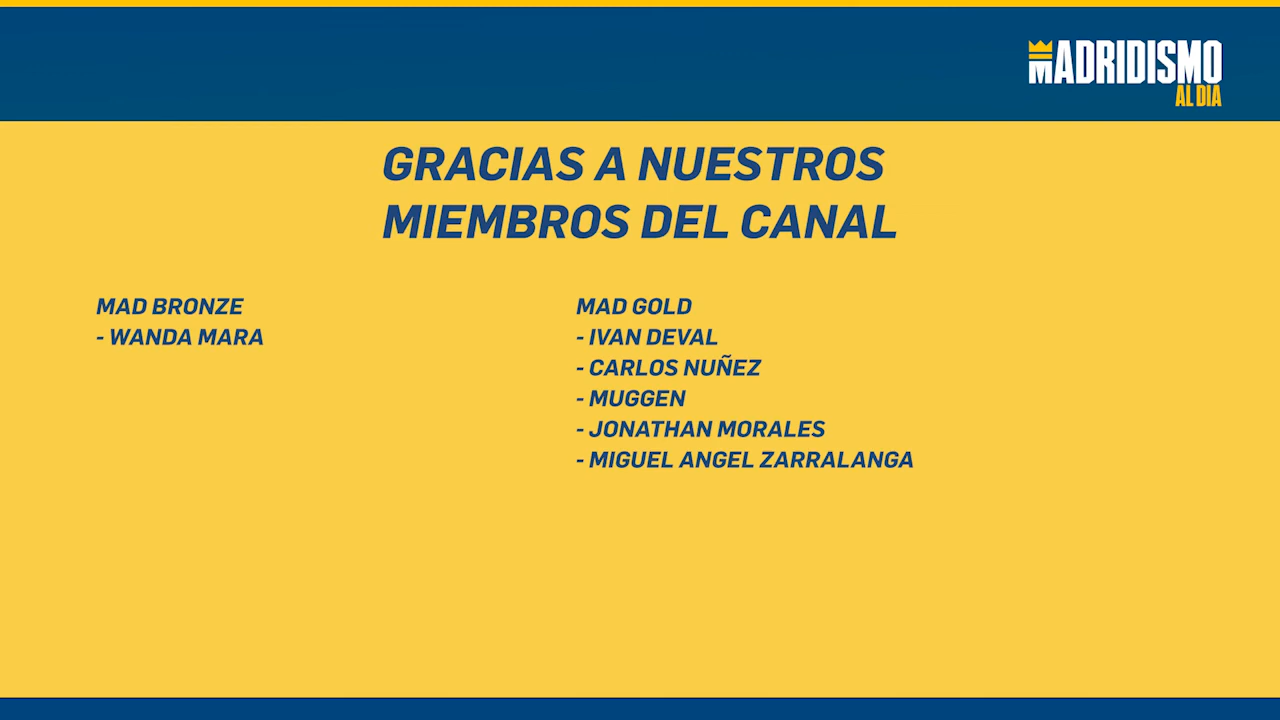 MADRIDISMO
AL DIA
GRACIAS A NUESTROS
MIEMBROS DEL CANAL
MAD BRONZE
- WANDA MARA
MAD GOLD
- IVAN DEVAL
- CARLOS NUÑEZ
- MUGGEN
- JONATHAN MORALES
- MIGUEL ANGEL ZARRALANGA